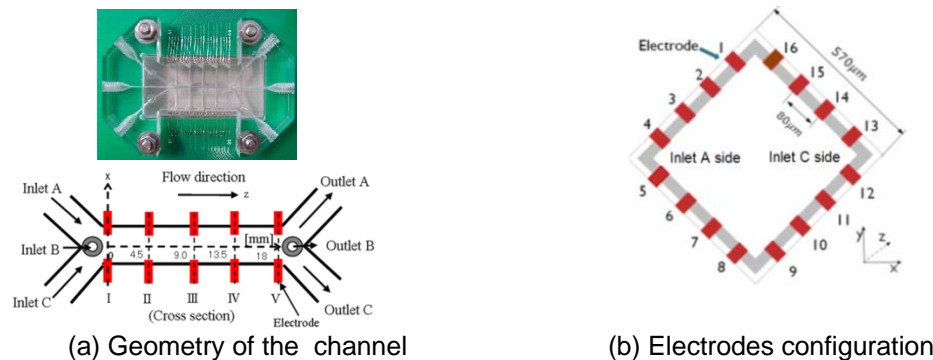 x
Flow direction
z
Inlet A
Outlet A
[mm]
Inlet B
Outlet B
0 4.5 9.0 13.5 18
Inlet C
Outlet C
I II III IV V
(Cross section)
Electrode
(a) Geometry of the channel
Electrode
1 16
2 15
3 14
4 13
570μm
80μm
Inlet A side Inlet C side
5 12
6 11
7 10
8 9
y
z
x
(b) Electrodes configuration